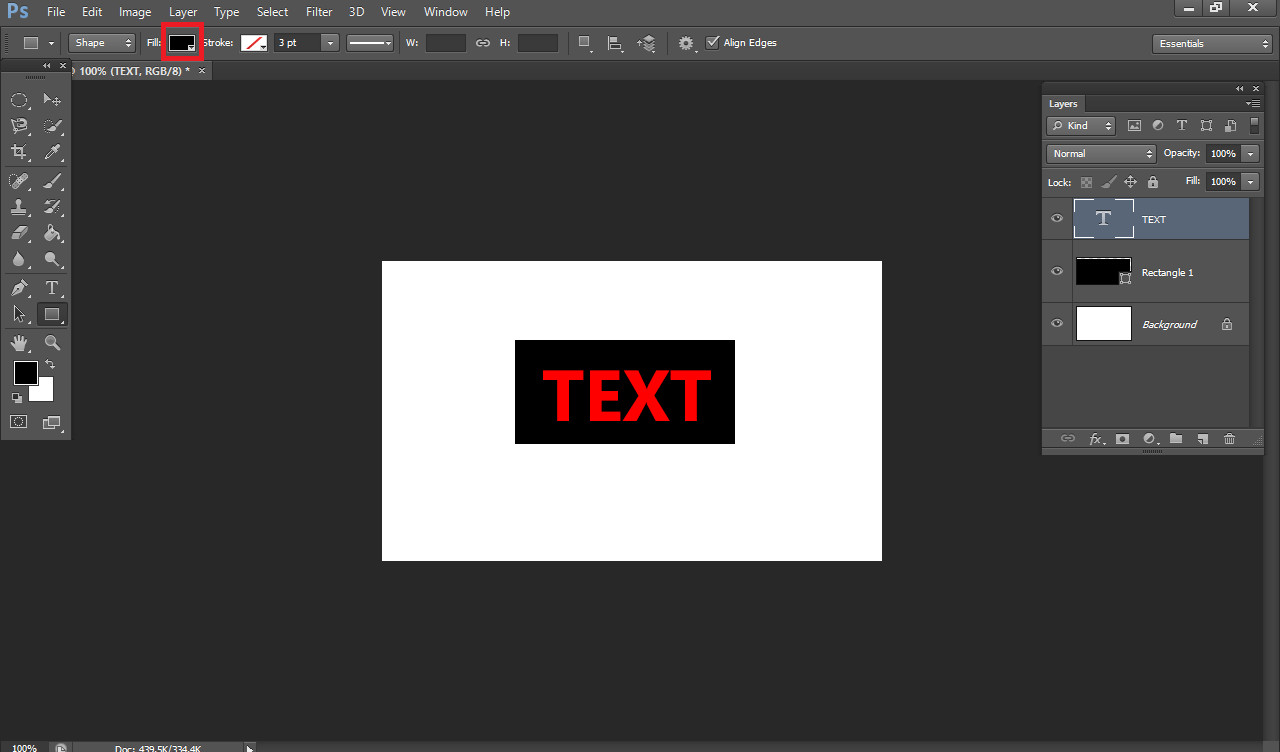 Ps File Edit Image Layer Type Select Filter 3D View Window Help
Shape Fill: Stroke: 3 pt W: H: Align Edges Essentials
100% (TEXT, RGB/8) *
Layers
Kind T
Normal Opacity: 100%
Lock: Fill: 100%
T TEXT
Rectangle 1
Background
TEXT
fx
T
100% Doc: 439.5K/334.4K